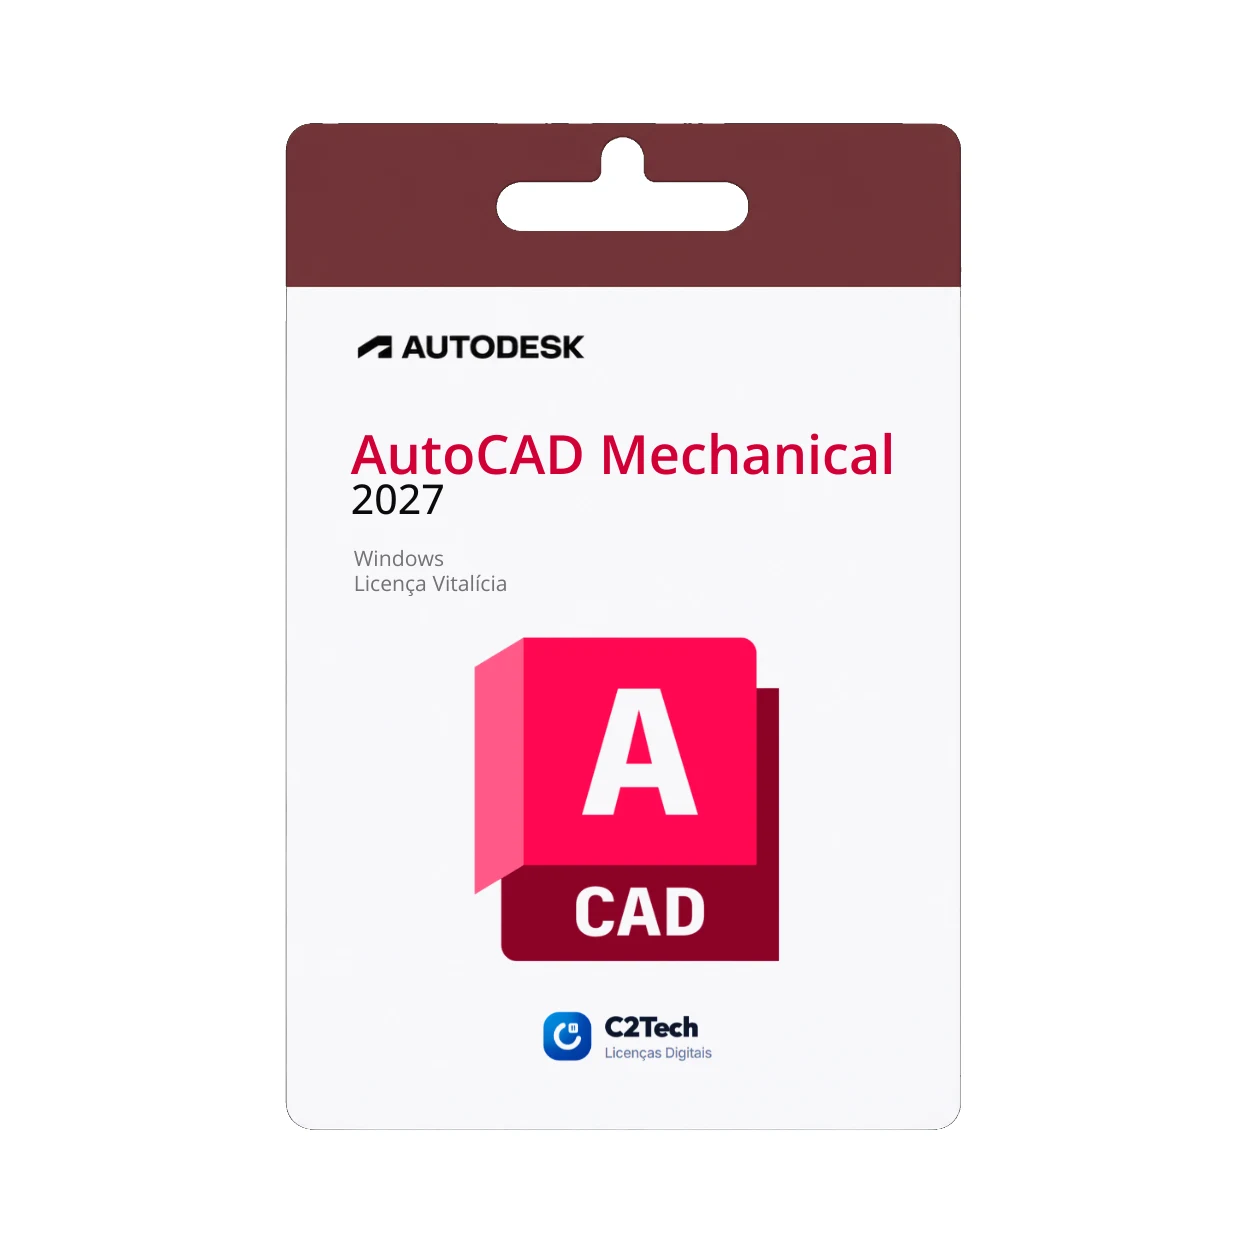 AUTODESK
AutoCAD Mechanical
2027
Windows
Licença Vitalícia
A
CAD
C2Tech
Licenças Digitais